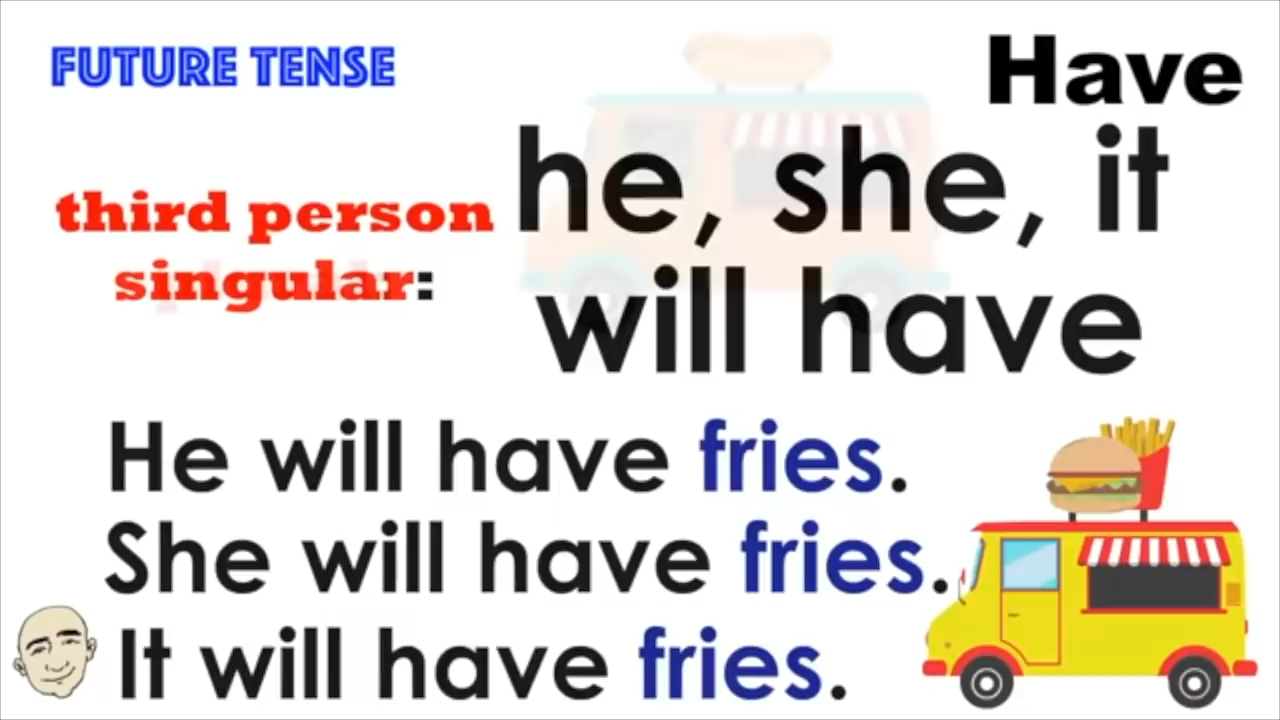 FUTURE TENSE
Have
third person
singular:
he, she, it
will have
He will have fries.
She will have fries.
It will have fries.